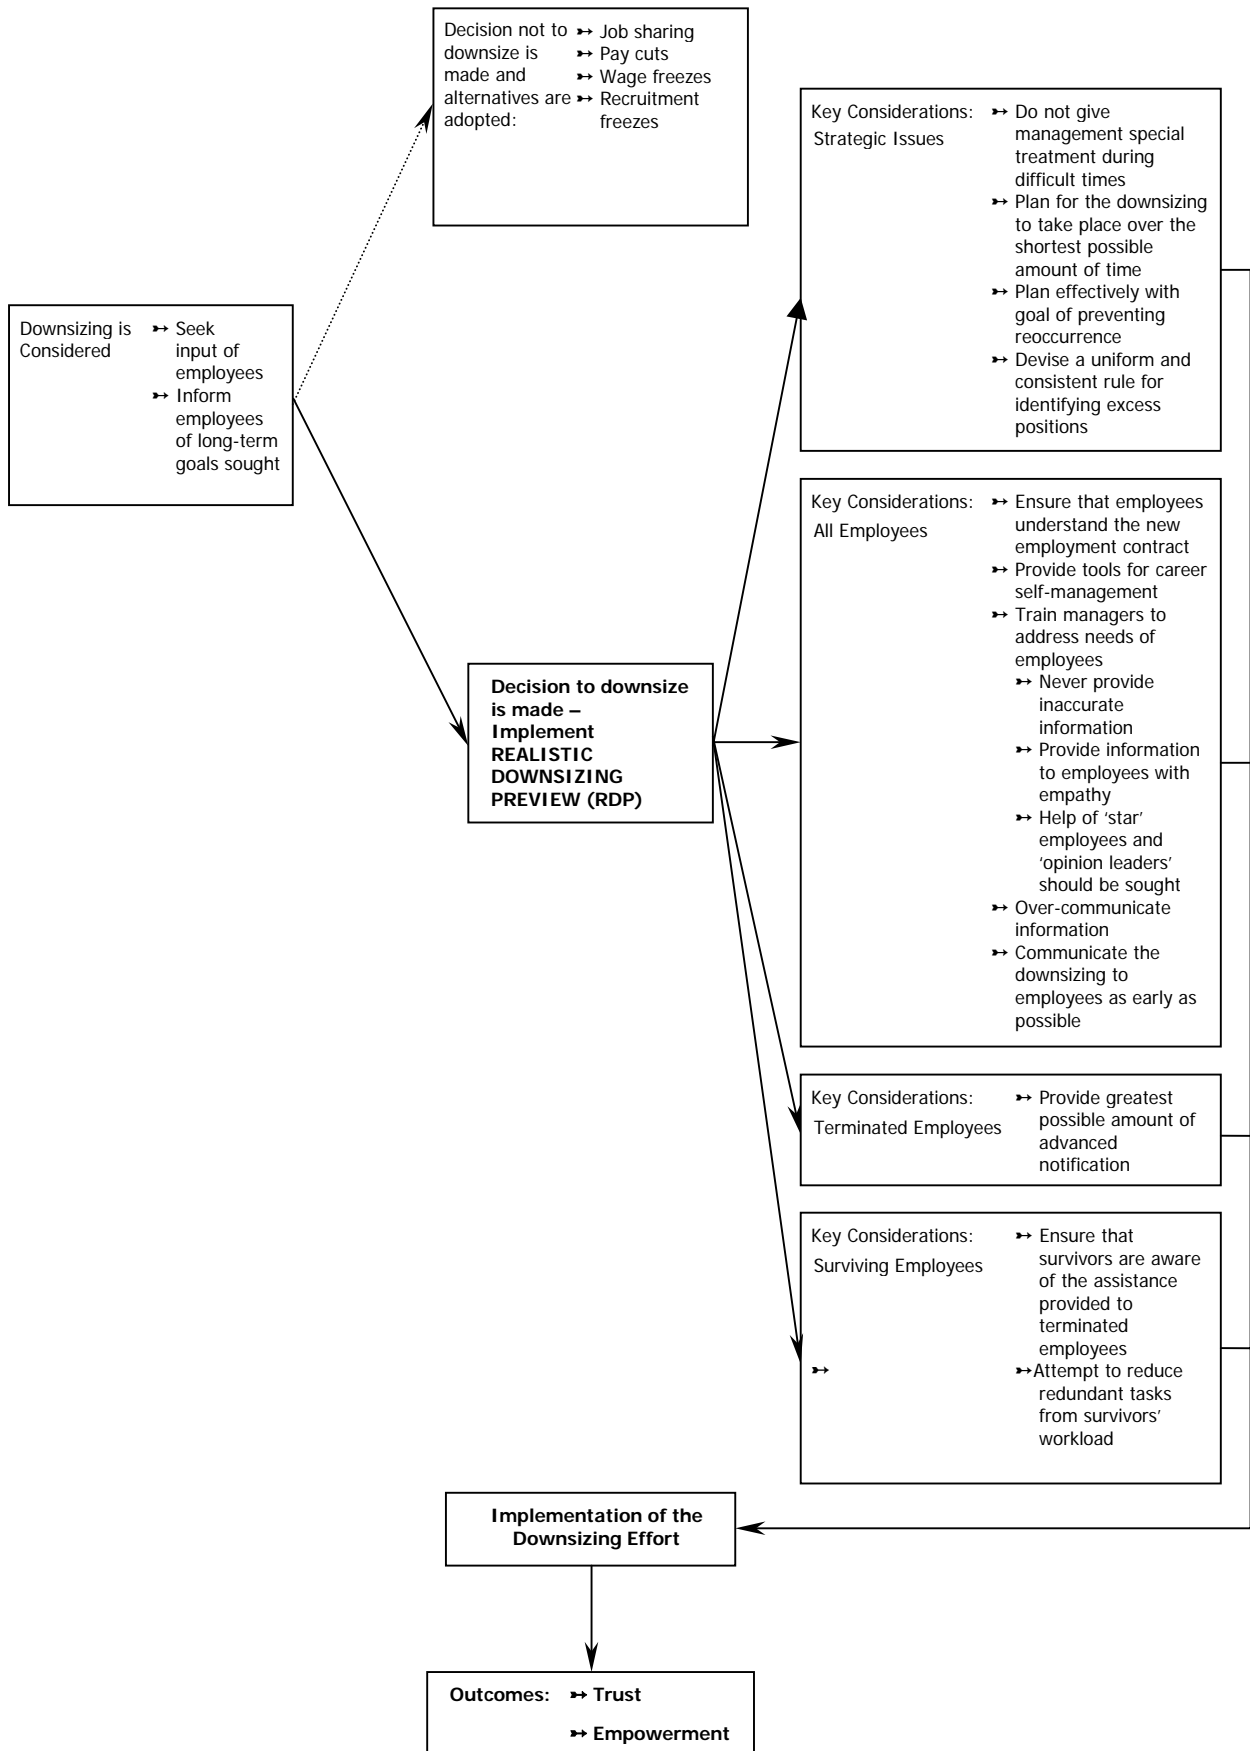 Decision not to
downsize is
made and
alternatives are
adopted:
➳ Job sharing
➳ Pay cuts
➳ Wage freezes
➳ Recruitment
freezes
Key Considerations:
Strategic Issues
➳ Do not give
management special
treatment during
difficult times
➳ Plan for the downsizing
to take place over the
shortest possible
amount of time
➳ Plan effectively with
goal of preventing
reoccurrence
➳ Devise a uniform and
consistent rule for
identifying excess
positions
Downsizing is
Considered
➳ Seek
input of
employees
➳ Inform
employees
of long-term
goals sought
Key Considerations:
All Employees
➳ Ensure that employees
understand the new
employment contract
➳ Provide tools for career
self-management
➳ Train managers to
address needs of
employees
➳ Never provide
inaccurate
information
➳ Provide information
to employees with
empathy
➳ Help of ‘star’
employees and
‘opinion leaders’
should be sought
➳ Over-communicate
information
➳ Communicate the
downsizing to
employees as early as
possible
Decision to downsize
is made –
Implement
REALISTIC
DOWNSIZING
PREVIEW (RDP)
Key Considerations:
Terminated Employees
➳ Provide greatest
possible amount of
advanced
notification
Key Considerations:
Surviving Employees
➳
➳ Ensure that
survivors are aware
of the assistance
provided to
terminated
employees
➳Attempt to reduce
redundant tasks
from survivors’
workload
Implementation of the
Downsizing Effort
Outcomes: ➳ Trust
➳ Empowerment